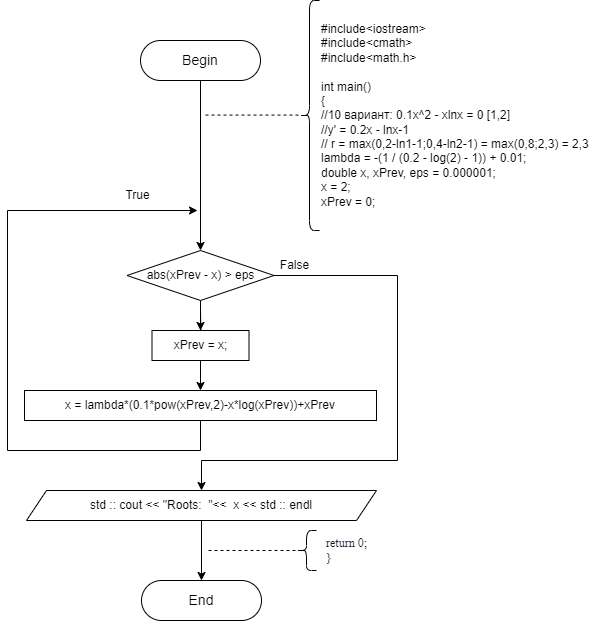 Begin
#include<iostream>
#include<cmath>
#include<math.h>
int main()
{
//10 вариант: 0.1x^2 - xlnx = 0 [1,2]
//y' = 0.2x - lnx-1
// r = max(0,2-ln1-1;0,4-ln2-1) = max(0,8;2,3) = 2,3
lambda = -(1 / (0.2 - log(2) - 1)) + 0.01;
double x, xPrev, eps = 0.000001;
x = 2;
xPrev = 0;
True
abs(xPrev - x) > eps
False
xPrev = x;
x = lambda*(0.1*pow(xPrev,2)-x*log(xPrev))+xPrev
std :: cout << "Roots:  "<<  x << std :: endl
return 0;
}
End